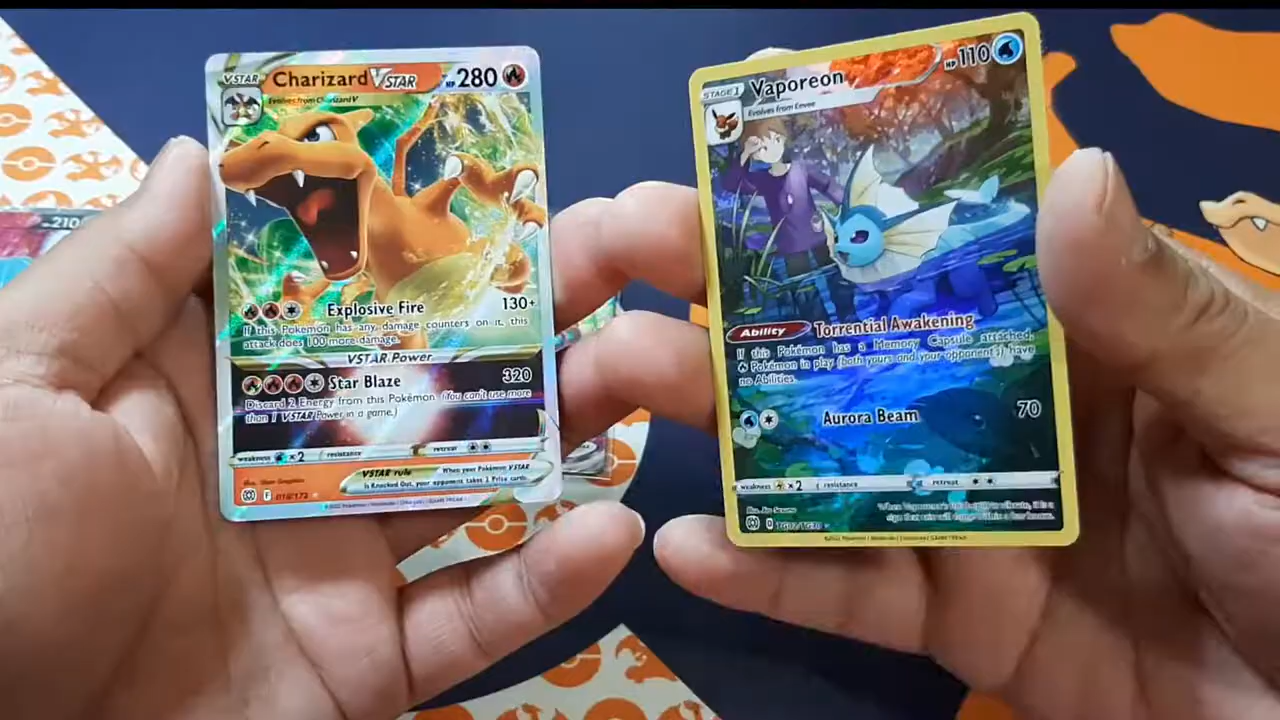 VSTAR Charizard VSTAR HP 280
Evolves from Charizard V
Explosive Fire 130+
If this Pokémon has any damage counters on it, this
attack does 100 more damage.
VSTAR Power
Star Blaze 320
Discard 2 Energy from this Pokémon. (You can't use more
than 1 VSTAR Power in a game.)
weakness ×2 resistance retreat
VSTAR rule When your Pokémon VSTAR
is Knocked Out, your opponent takes 2 Prize cards.
F 018/172
STAGE 1 Vaporeon HP 110
Evolves from Eevee
Ability Torrential Awakening
If this Pokémon has a Memory Capsule attached,
Pokémon in play (both yours and your opponent's) have
no Abilities.
Aurora Beam 70
weakness ×2 resistance retreat
TG02/TG30
210